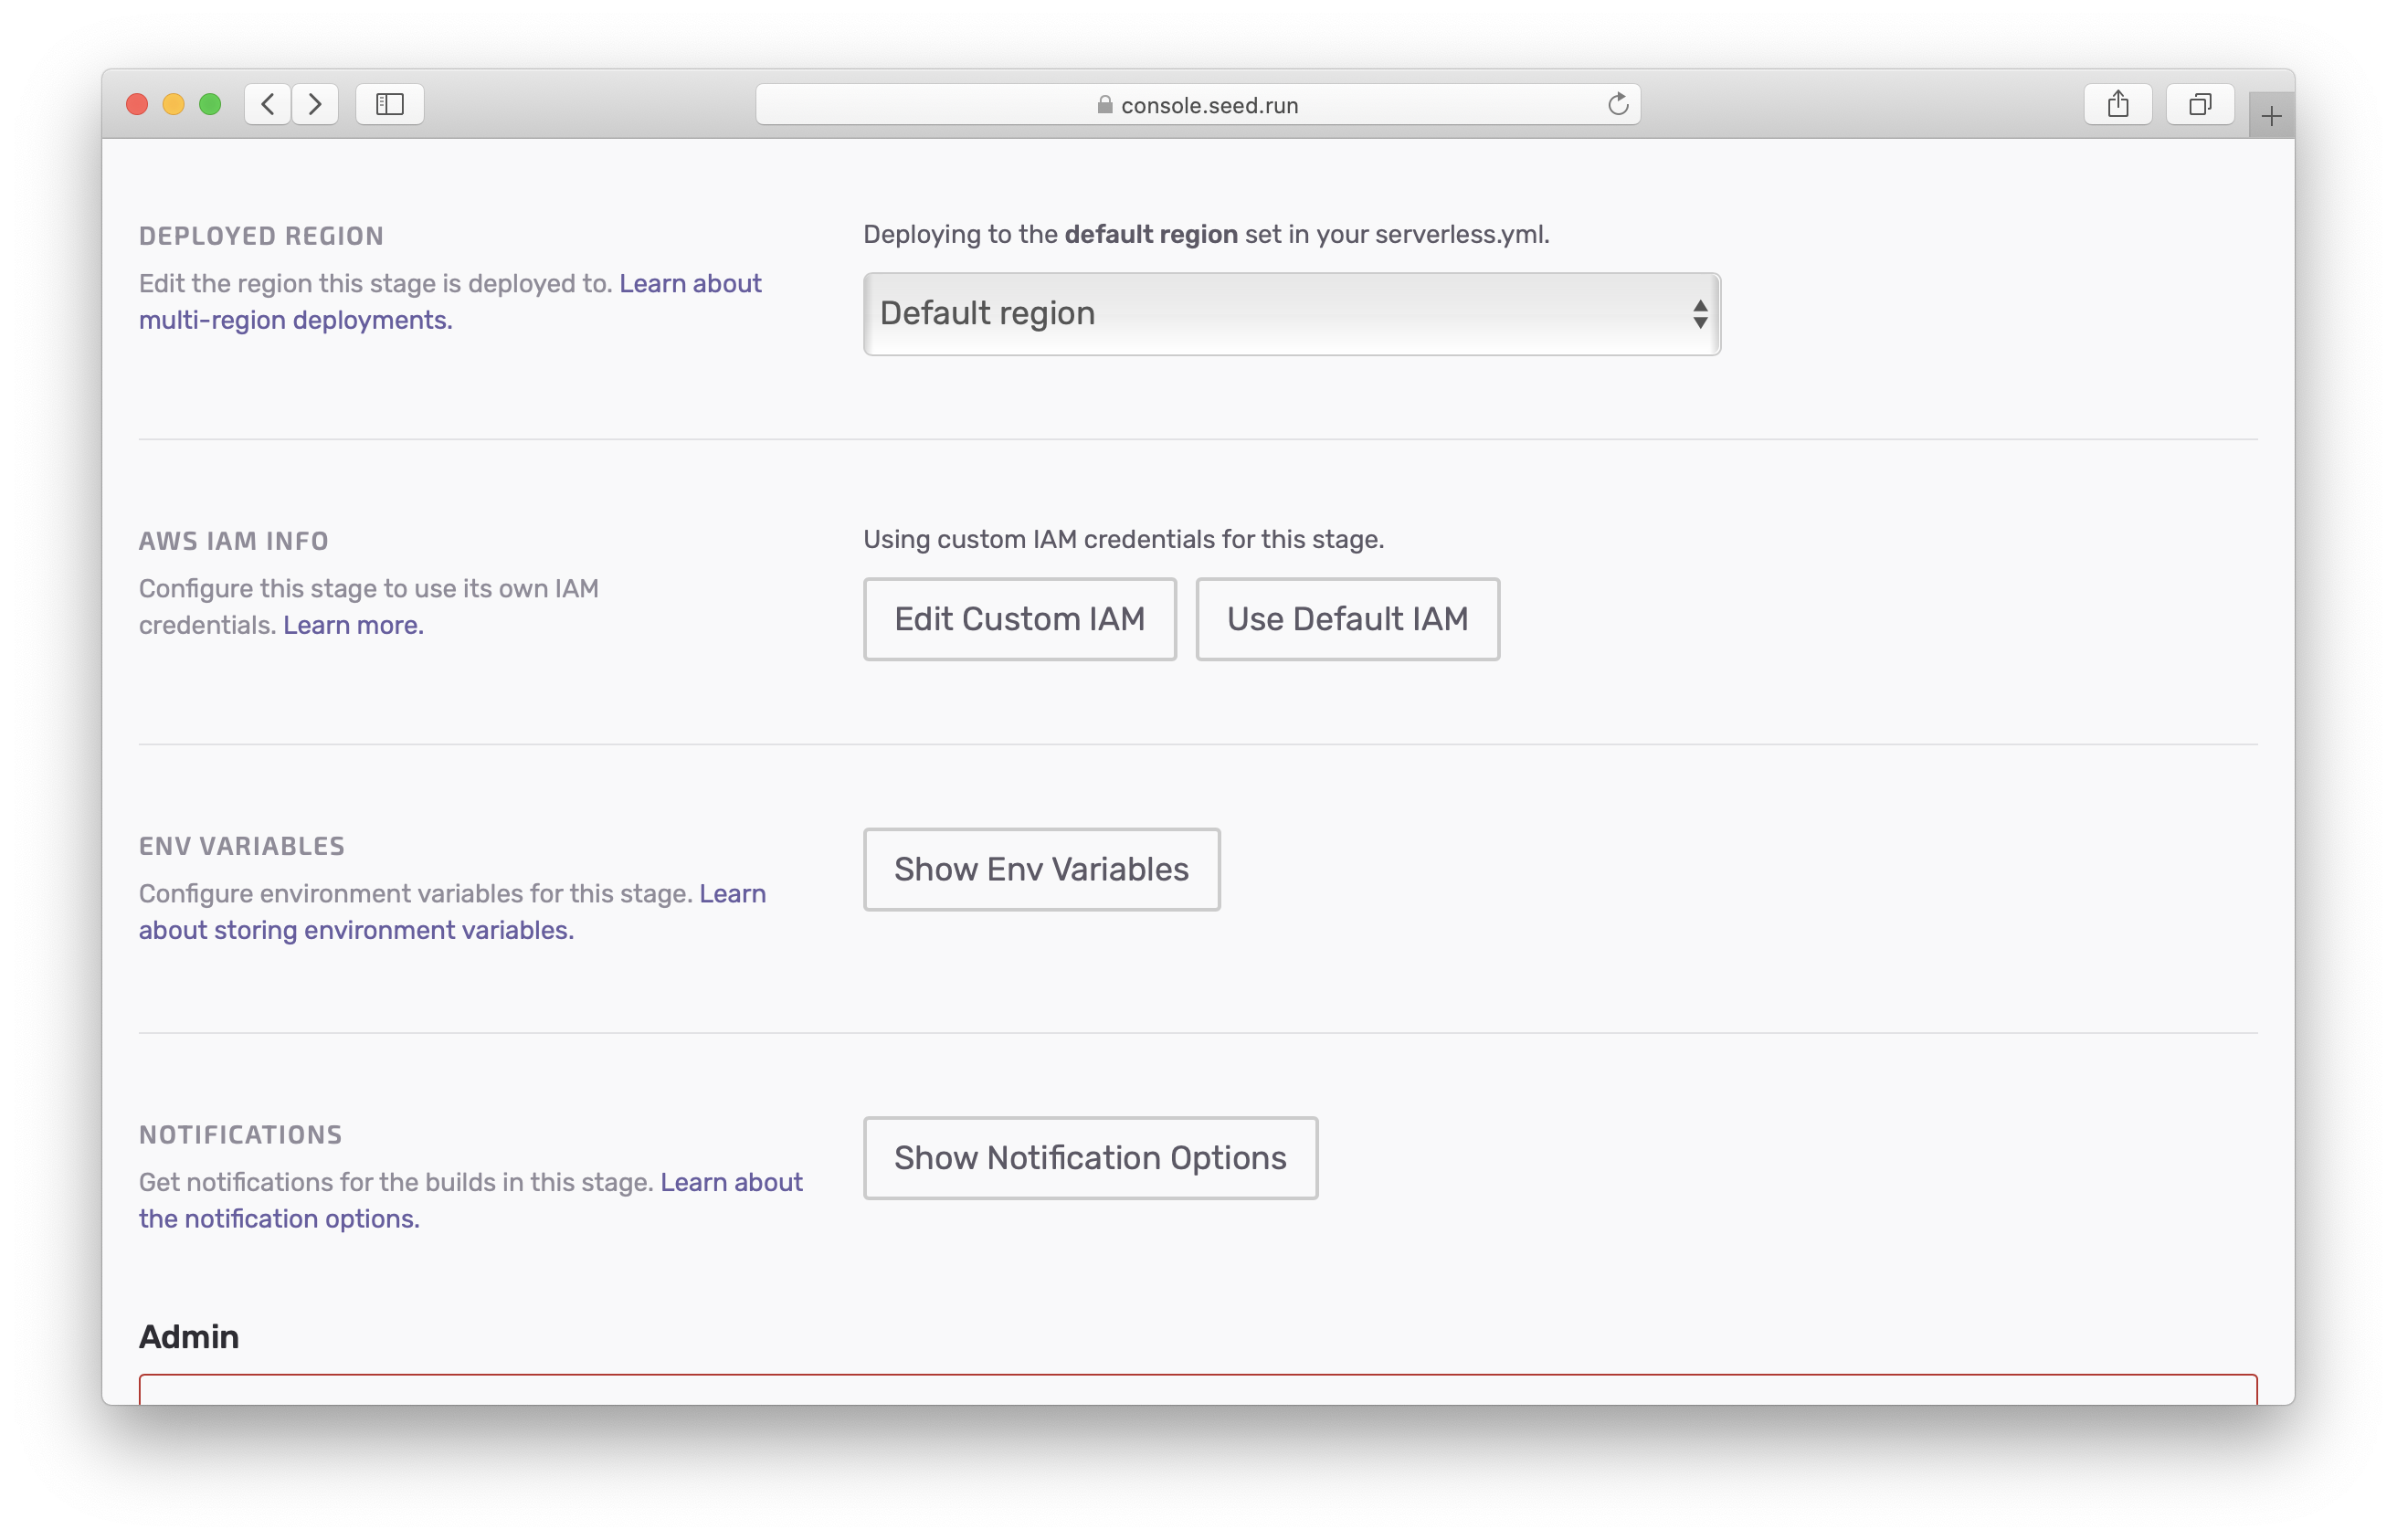 console.seed.run
DEPLOYED REGION
Edit the region this stage is deployed to. Learn about
multi-region deployments.
Deploying to the default region set in your serverless.yml.
Default region
AWS IAM INFO
Configure this stage to use its own IAM
credentials. Learn more.
Using custom IAM credentials for this stage.
Edit Custom IAM
Use Default IAM
ENV VARIABLES
Configure environment variables for this stage. Learn
about storing environment variables.
Show Env Variables
NOTIFICATIONS
Get notifications for the builds in this stage. Learn about
the notification options.
Show Notification Options
Admin